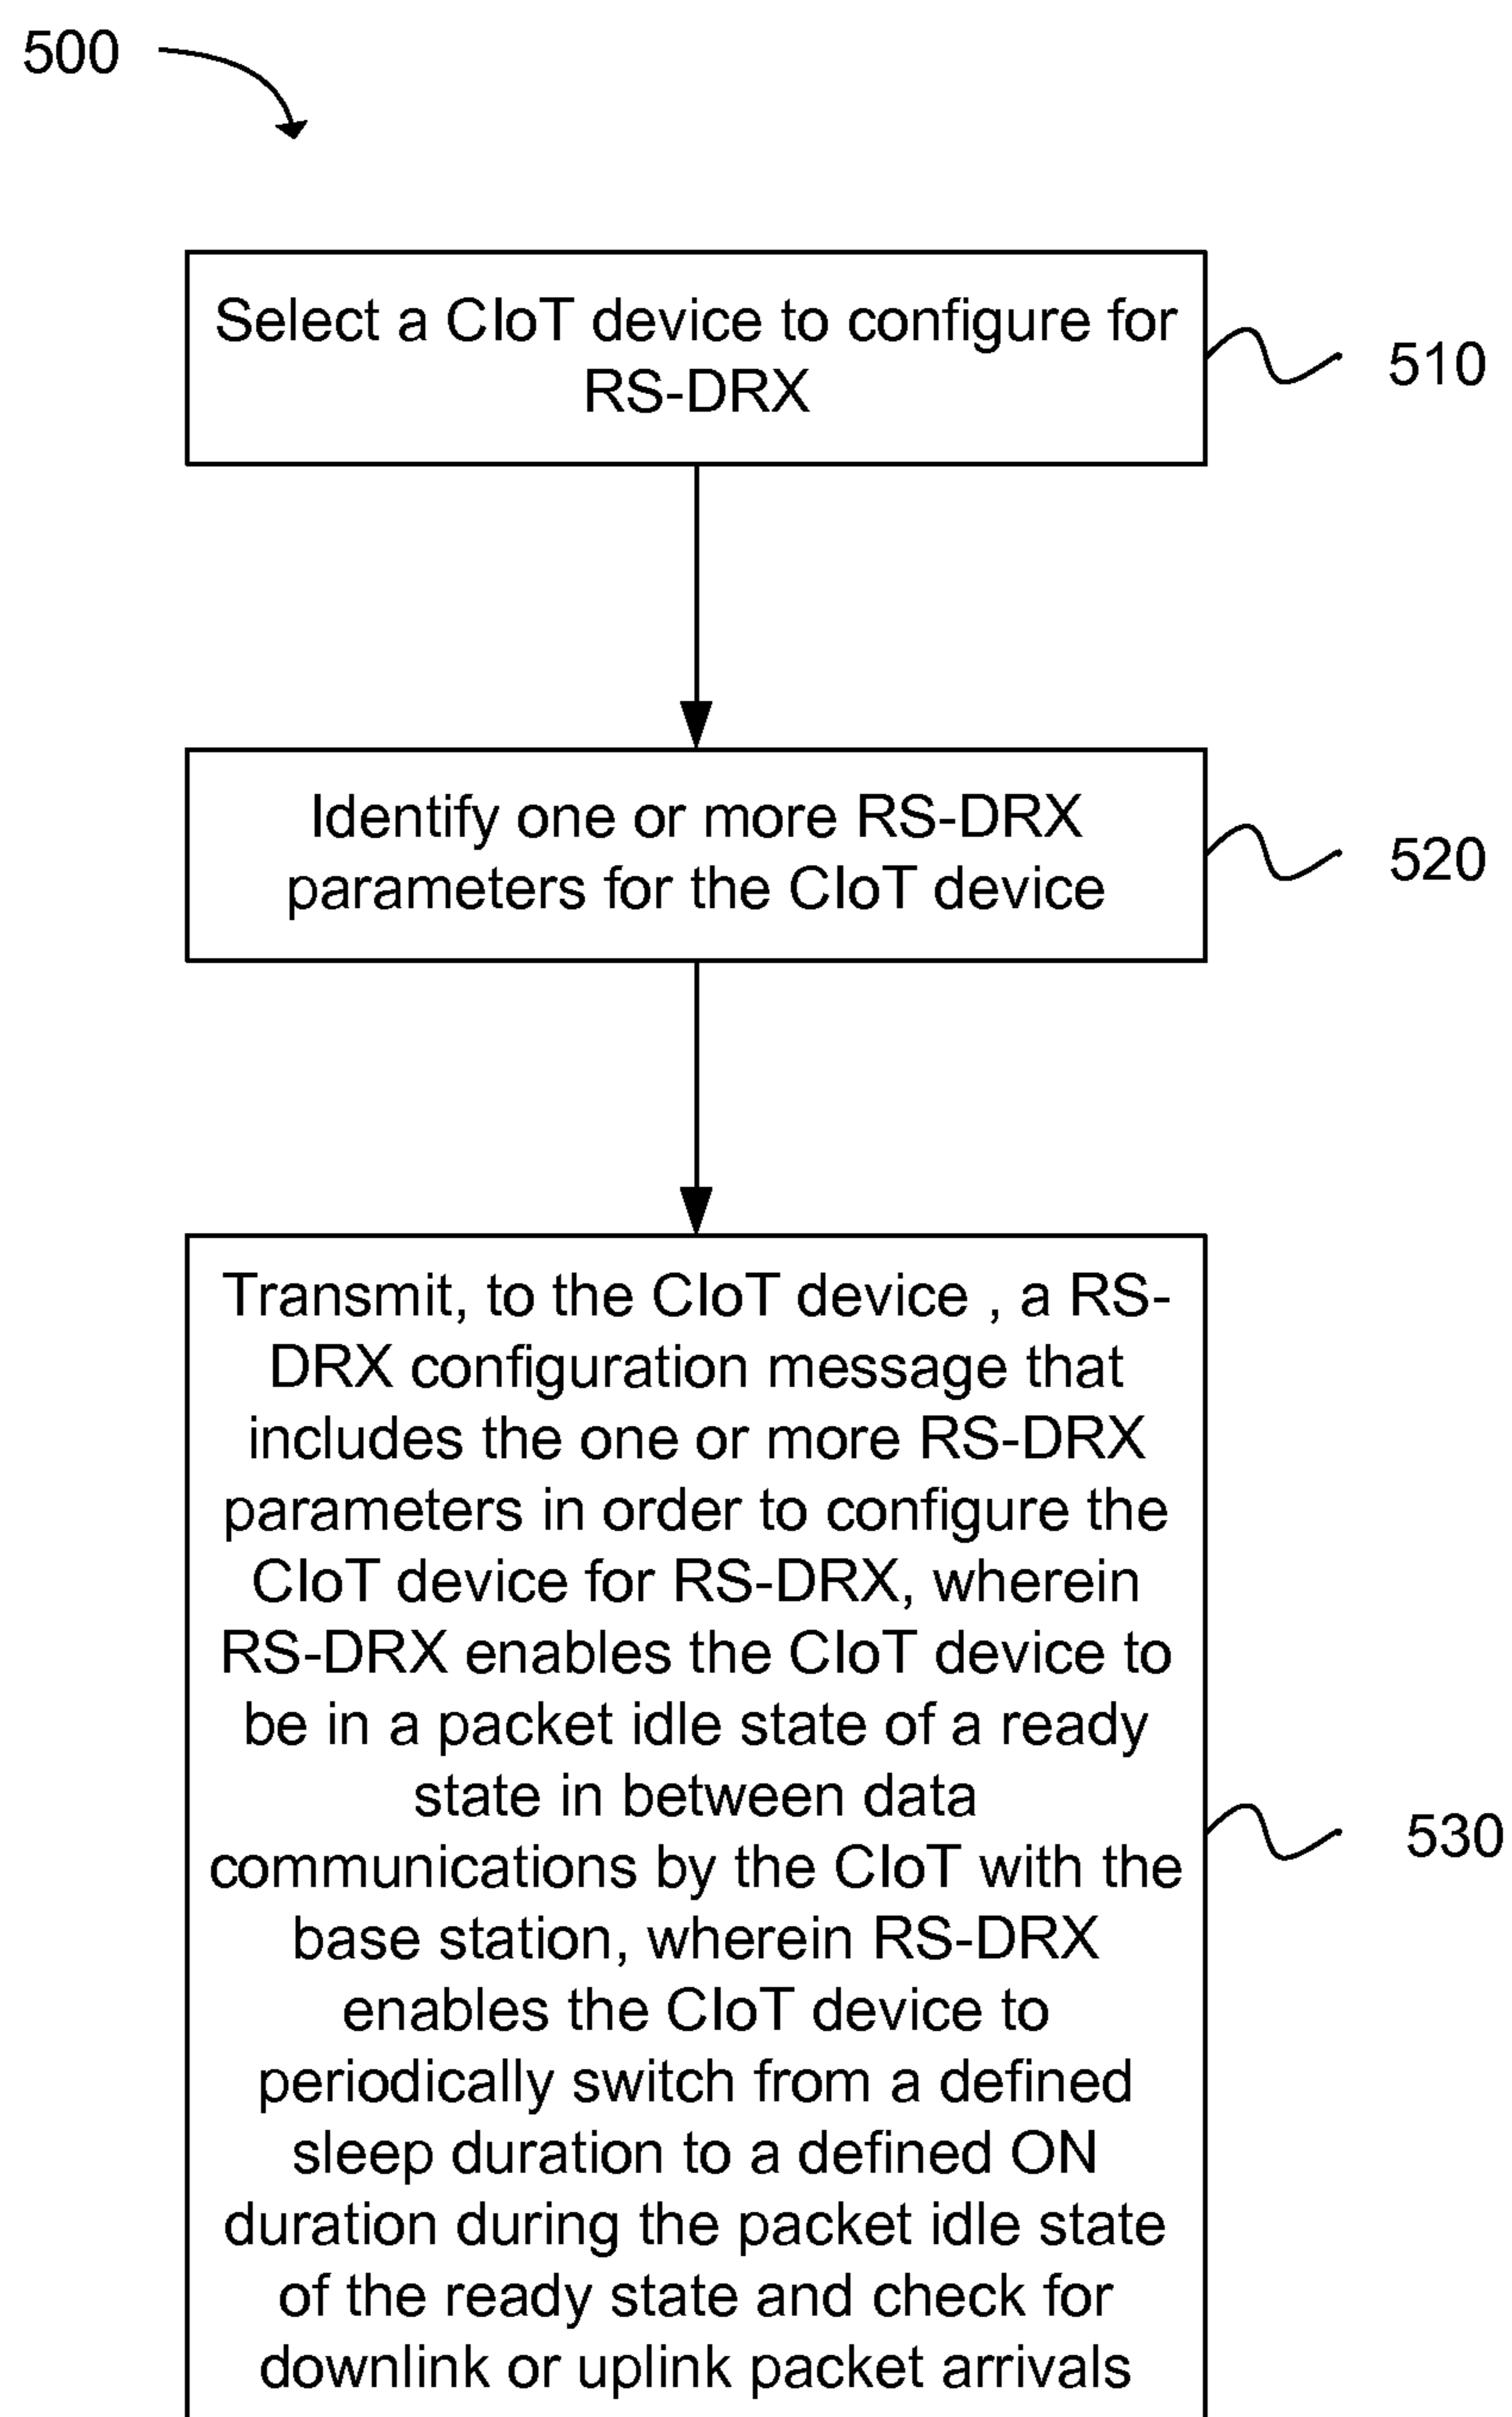 500
Select a CIoT device to configure for
RS-DRX
510
Identify one or more RS-DRX
parameters for the CIoT device
520
Transmit, to the CIoT device , a RS-
DRX configuration message that
includes the one or more RS-DRX
parameters in order to configure the
CIoT device for RS-DRX, wherein
RS-DRX enables the CIoT device to
be in a packet idle state of a ready
state in between data
communications by the CIoT with the
base station, wherein RS-DRX
enables the CIoT device to
periodically switch from a defined
sleep duration to a defined ON
duration during the packet idle state
of the ready state and check for
downlink or uplink packet arrivals
530